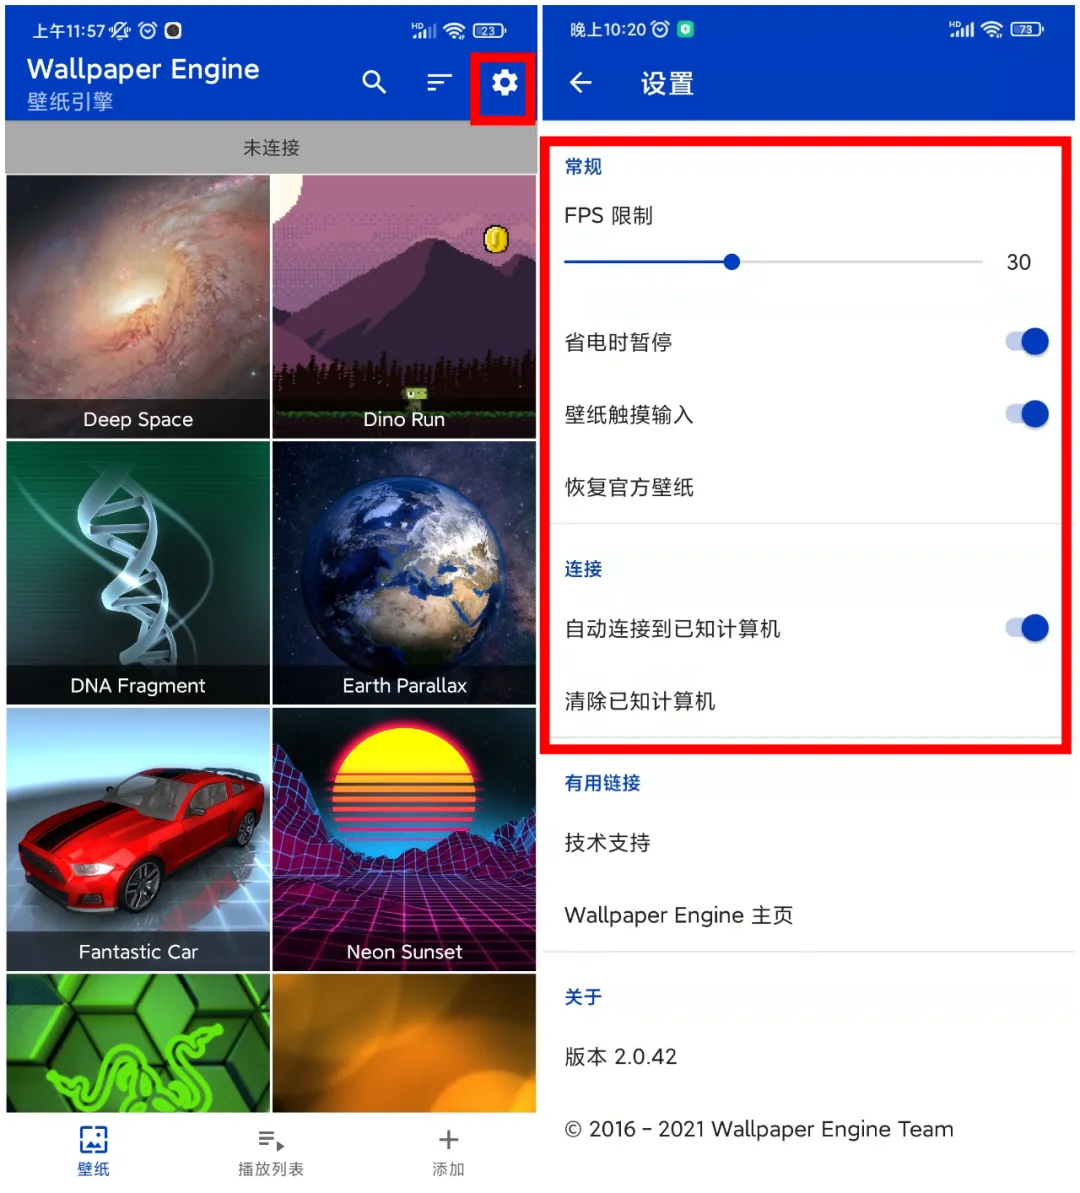 上午11:57
HD
23
Wallpaper Engine
壁纸引擎
未连接
Deep Space
Dino Run
DNA Fragment
Earth Parallax
Fantastic Car
Neon Sunset
壁纸
播放列表
添加
晚上10:20
HD
73
设置
常规
FPS 限制
30
省电时暂停
壁纸触摸输入
恢复官方壁纸
连接
自动连接到已知计算机
清除已知计算机
有用链接
技术支持
Wallpaper Engine 主页
关于
版本 2.0.42
© 2016 – 2021 Wallpaper Engine Team